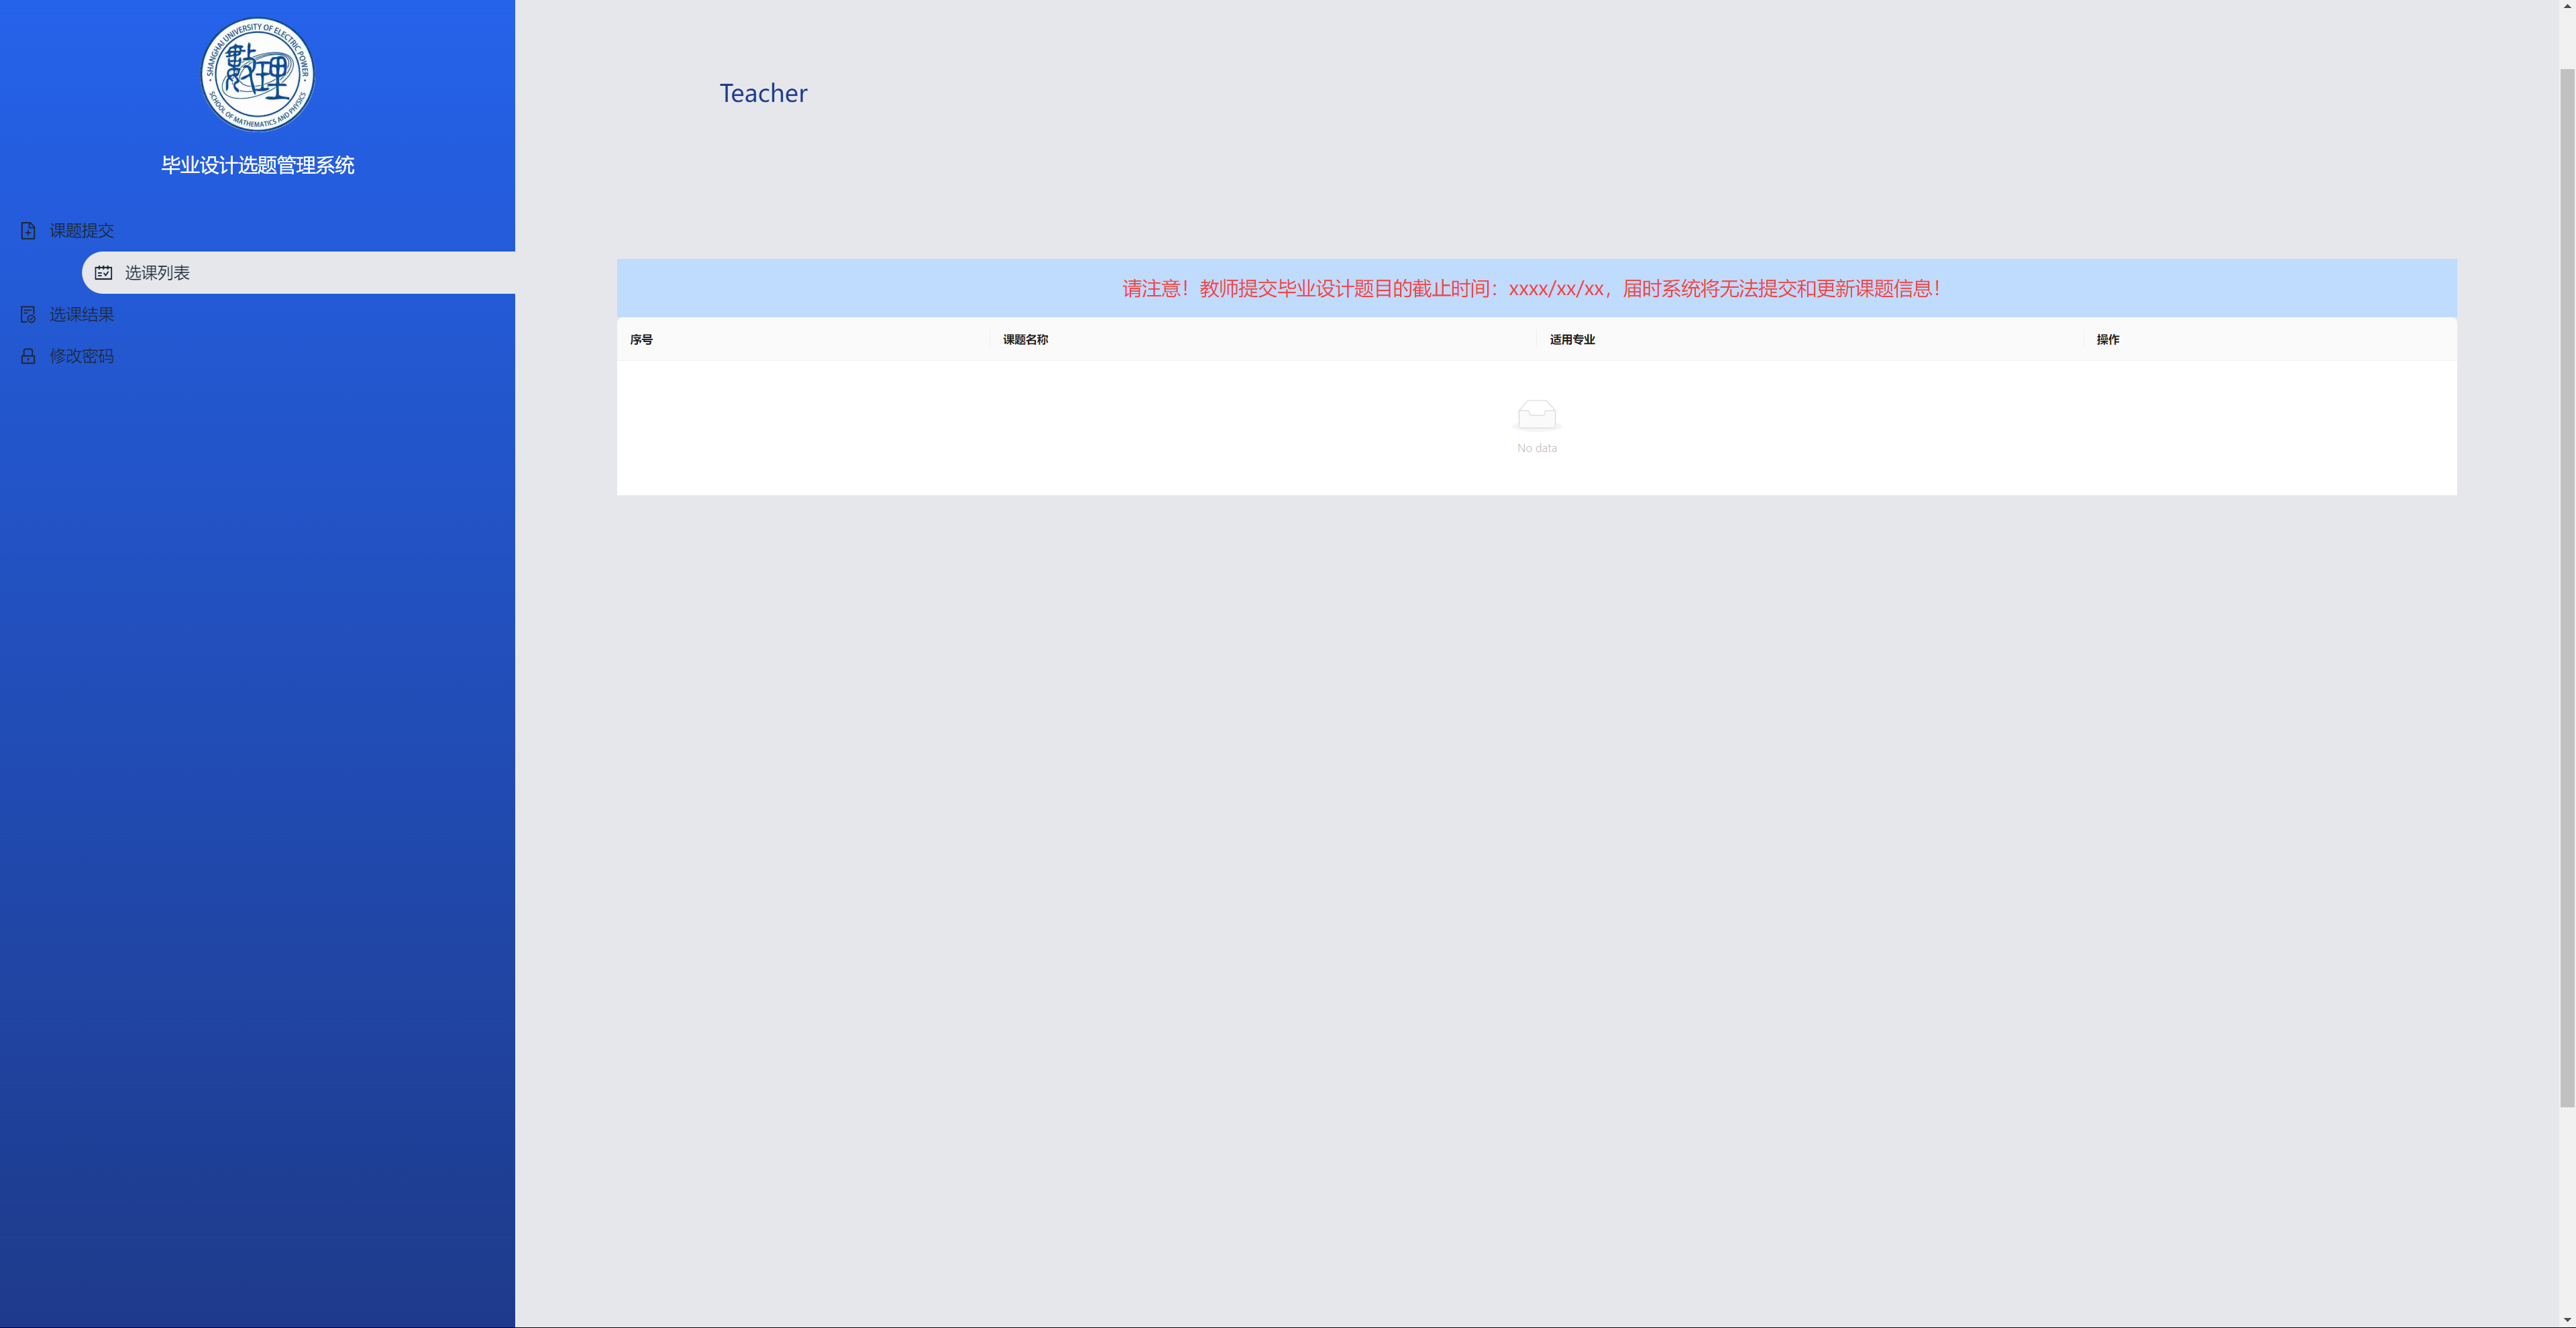 SHANGHAI UNIVERSITY OF ELECTRIC POWER
數理
SCHOOL OF MATHEMATICS AND PHYSICS
毕业设计选题管理系统
课题提交
选课列表
选课结果
修改密码
Teacher
请注意！教师提交毕业设计题目的截止时间：xxxx/xx/xx，届时系统将无法提交和更新课题信息！
序号 课题名称 适用专业 操作
No data